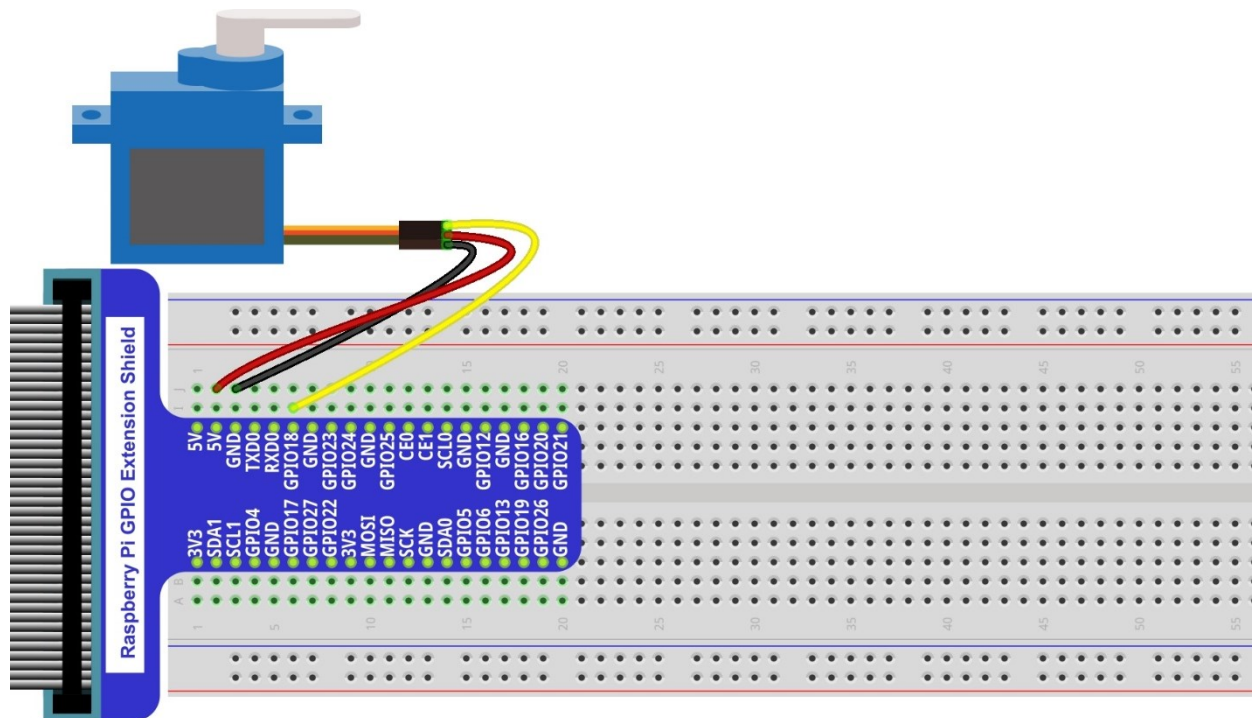 1 5 10 15 20 25 30 35 40 45 50 55
J
I
5V 5V GND TXD0 RXD0 GPIO18 GND GPIO23 GPIO24 GND GPIO25 CE0 CE1 SCL0 GND GPIO12 GND GPIO16 GPIO20 GPIO21
Raspberry Pi GPIO Extension Shield
3V3 SDA1 SCL1 GPIO4 GND GPIO17 GPIO27 GPIO22 3V3 MOSI MISO SCK GND SDA0 GPIO5 GPIO6 GPIO13 GPIO19 GPIO26 GND
B
A
1 5 10 15 20 25 30 35 40 45 50 55